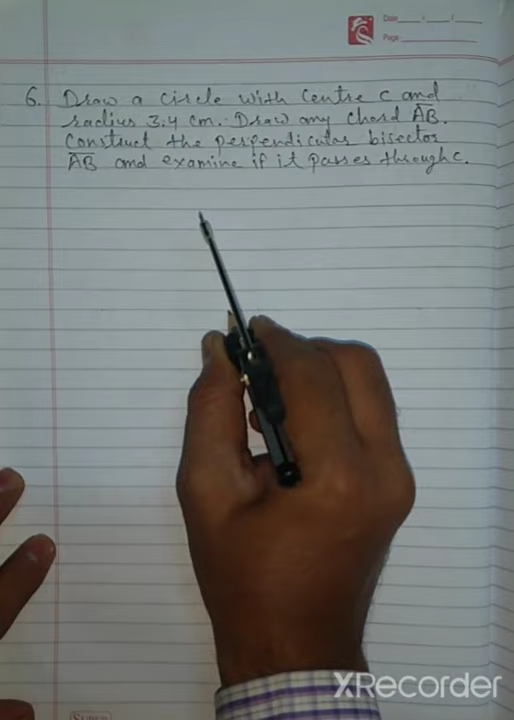 Date / /
Page
6. Draw a circle with Centre C and
radius 3.4 cm. Draw any chord AB.
Construct the perpendicular bisector
AB and examine if it passes through C.
XRecorder